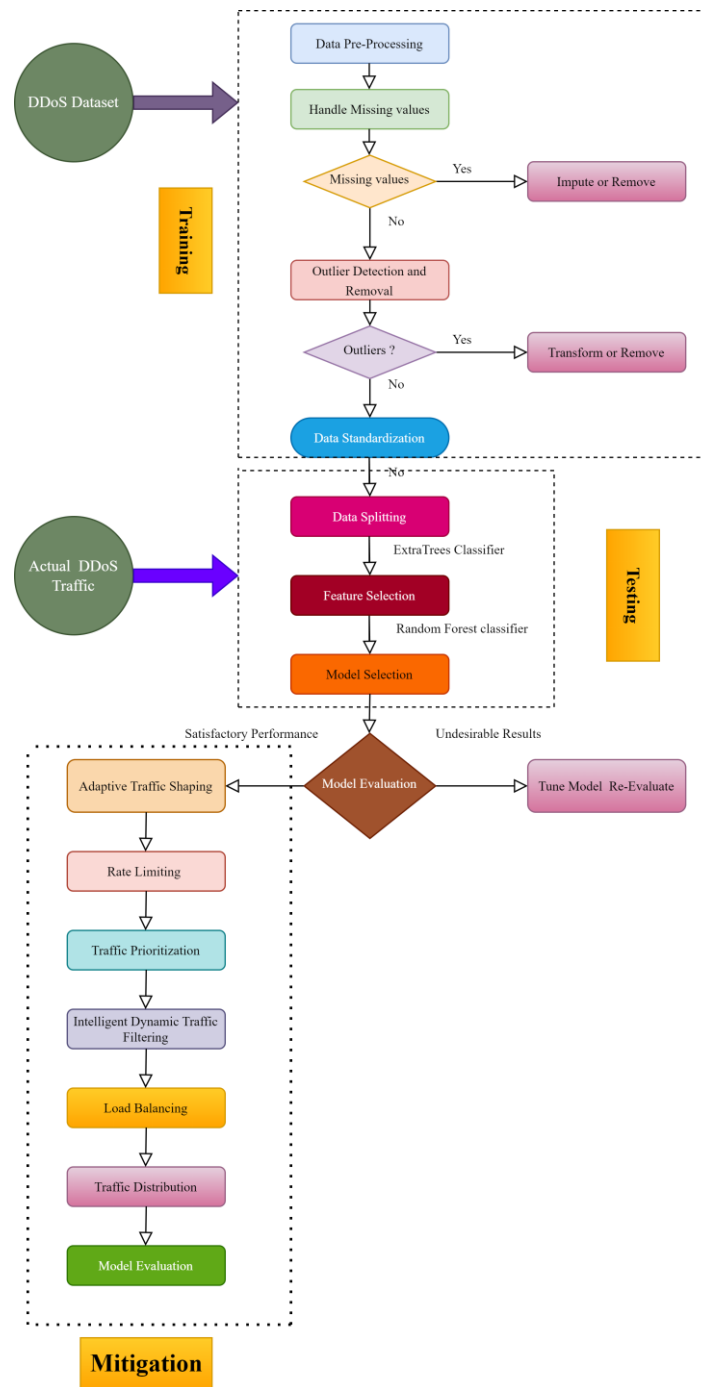 Data Pre-Processing
DDoS Dataset
Handle Missing values
Missing values
Yes
Impute or Remove
Training
No
Outlier Detection and
Removal
Outliers ?
Yes
Transform or Remove
No
Data Standardization
No
Data Splitting
ExtraTrees Classifier
Actual DDoS
Traffic
Feature Selection
Testing
Random Forest classifier
Model Selection
Satisfactory Performance
Undesirable Results
Model Evaluation
Adaptive Traffic Shaping
Tune Model Re-Evaluate
Rate Limiting
Traffic Prioritization
Intelligent Dynamic Traffic
Filtering
Load Balancing
Traffic Distribution
Model Evaluation
Mitigation